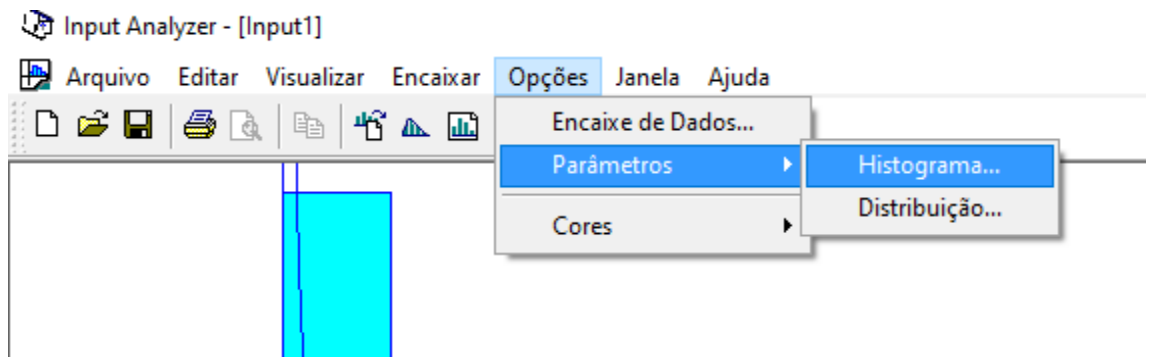 Input Analyzer - [Input1]
Arquivo Editar Visualizar Encaixar Opções Janela Ajuda
Encaixe de Dados...
Parâmetros
Histograma...
Distribuição...
Cores